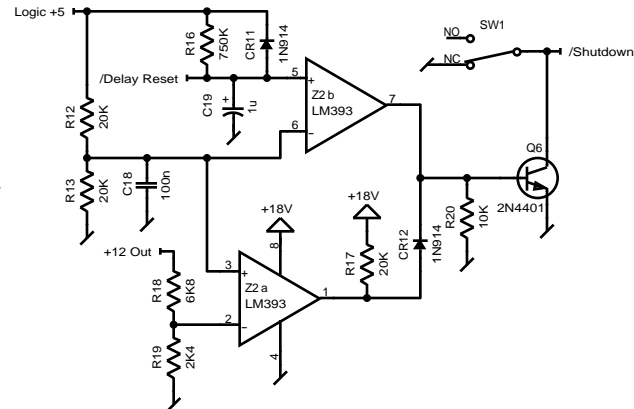 Logic +5
R16
750K
CR11
1N914
NO
SW1
NC
/Shutdown
/Delay Reset
C19
+
1u
5
+
Z2 b
LM393
7
6
−
R12
20K
R13
20K
C18
100n
Q6
2N4401
+18V
+18V
R17
20K
CR12
1N914
R20
10K
+12 Out
8
3
+
Z2 a
LM393
1
2
−
4
R18
6K8
R19
2K4